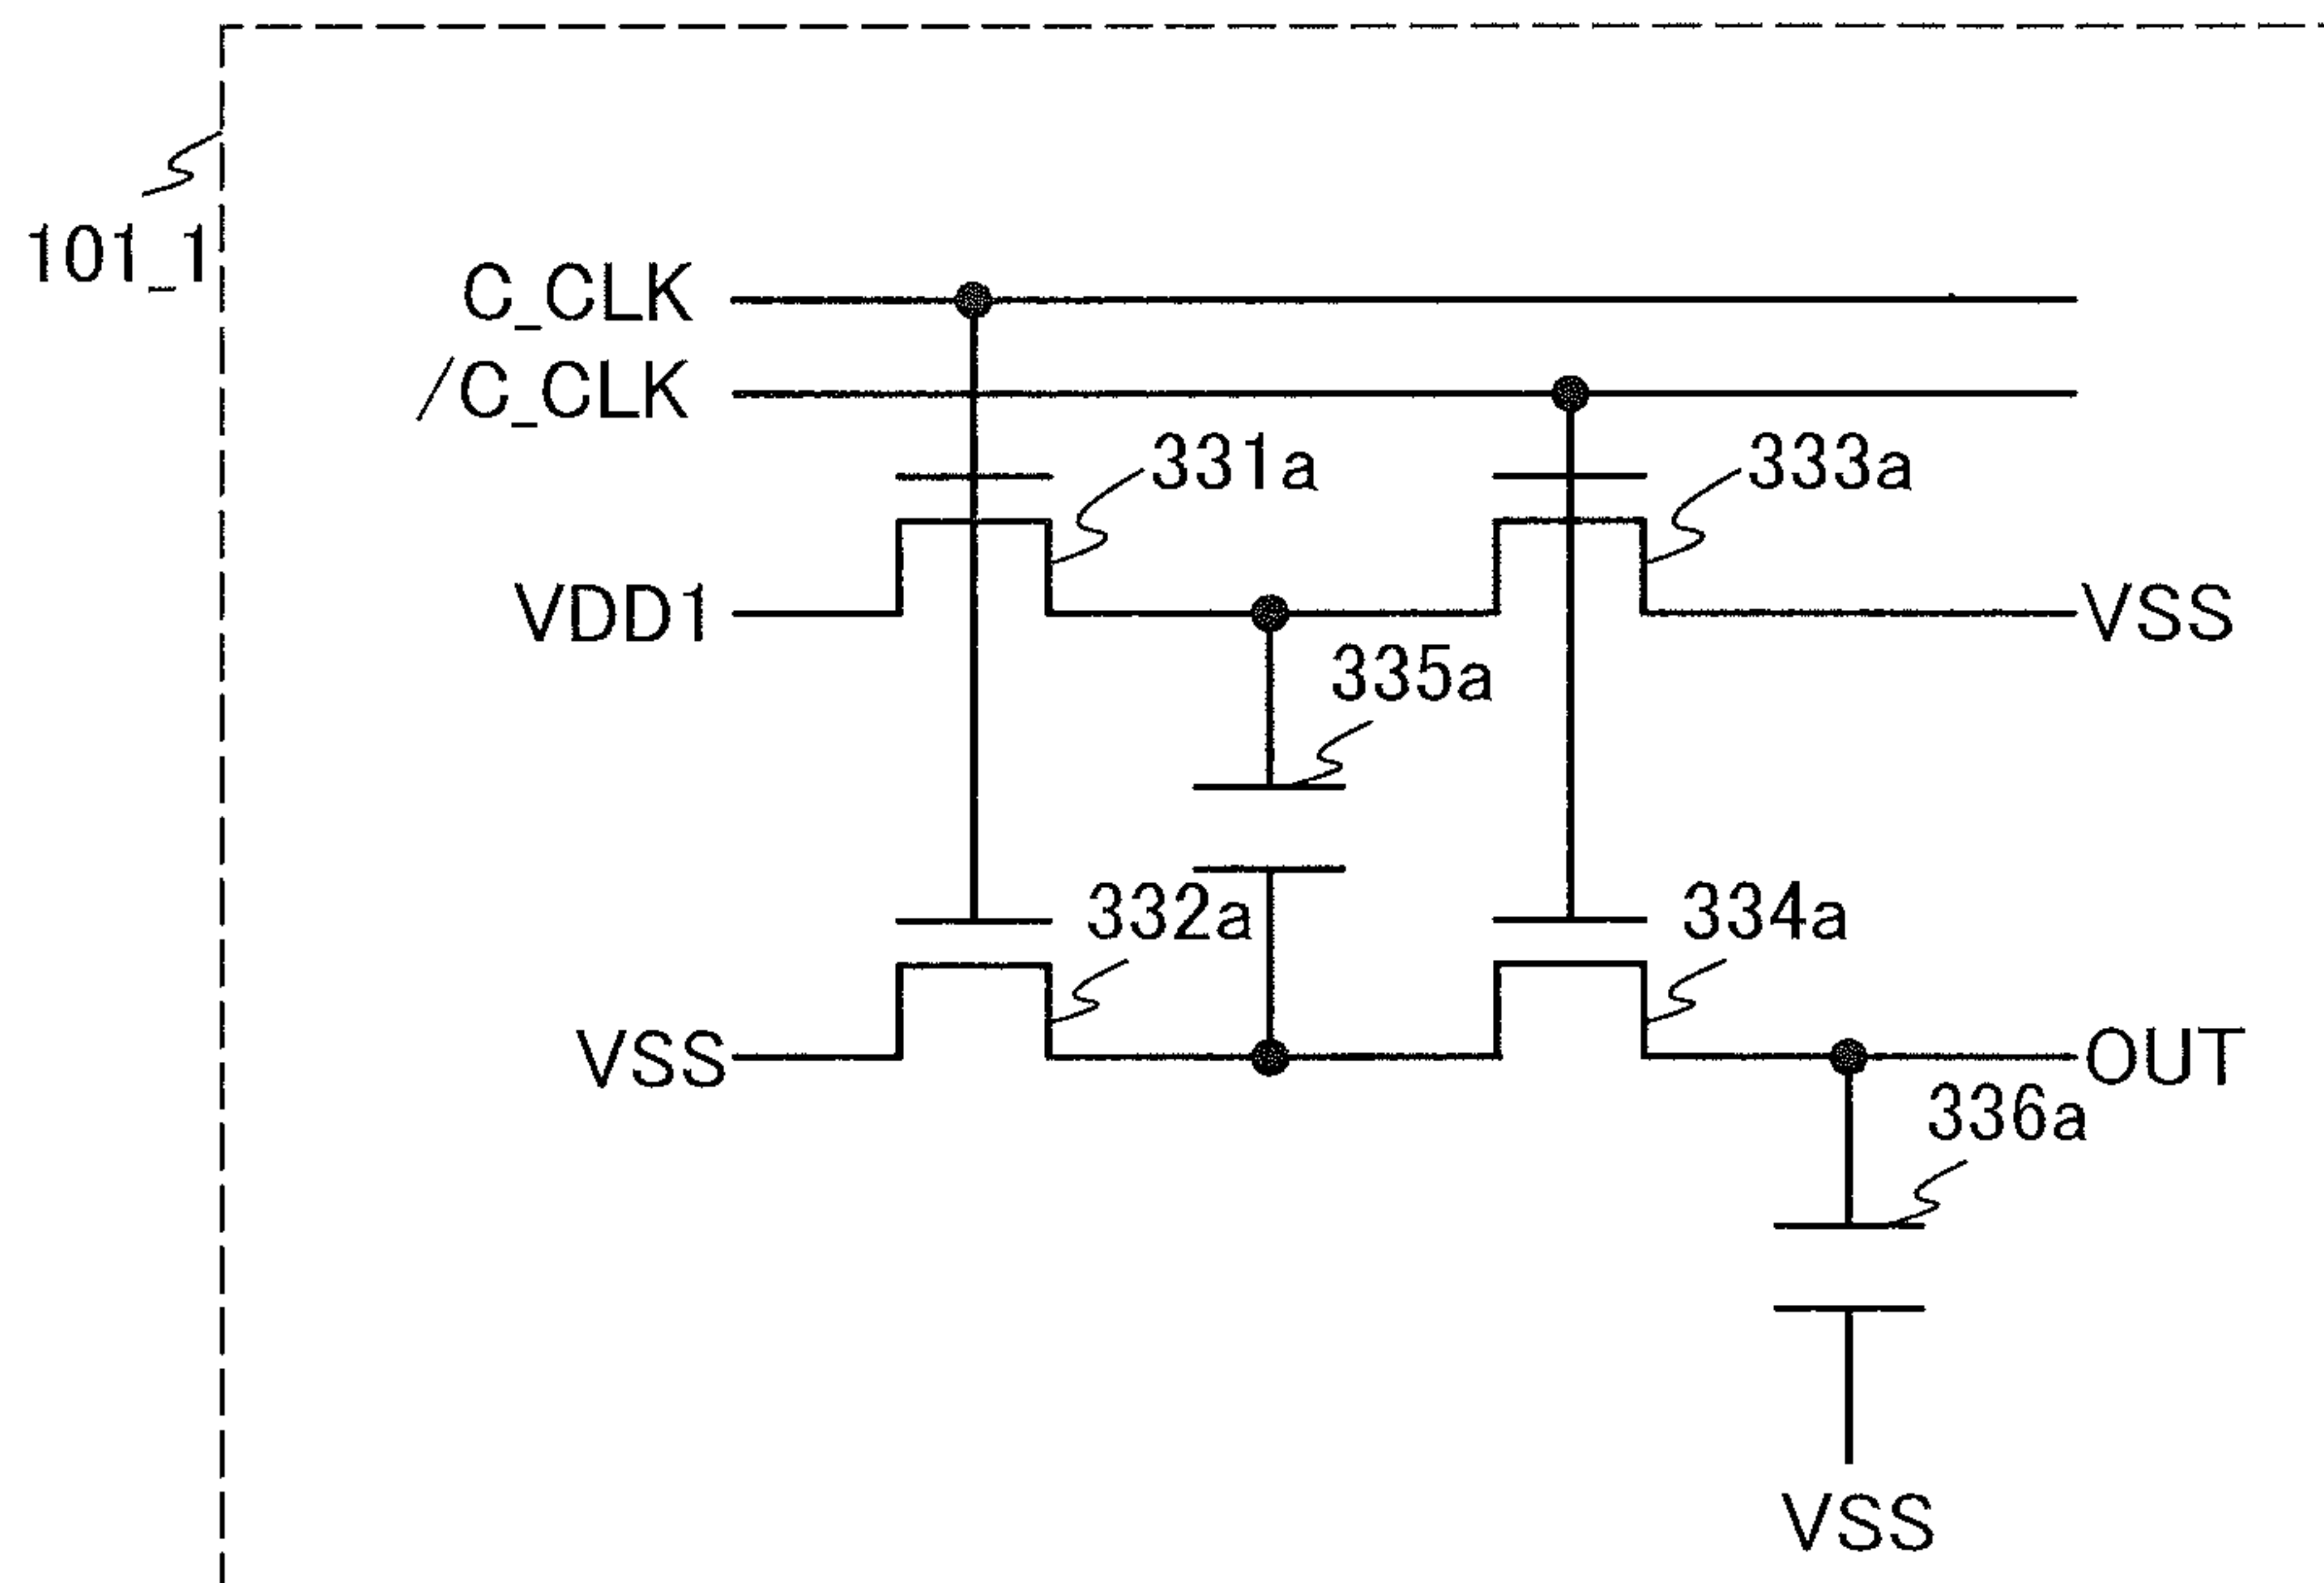 101_1
C_CLK
/C_CLK
331a
333a
VDD1
VSS
335a
332a
334a
VSS
OUT
336a
VSS